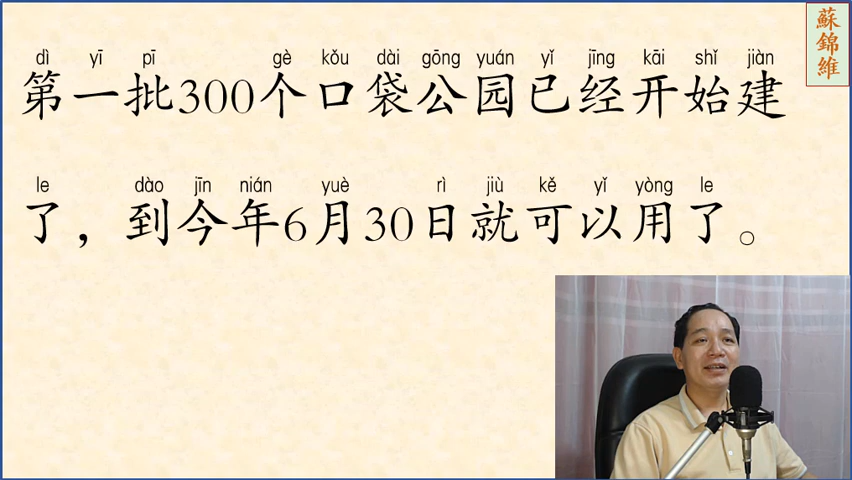 dì yī pī gè kǒu dài gōng yuán yǐ jīng kāi shǐ jiàn
第一批300个口袋公园已经开始建
le dào jīn nián yuè rì jiù kě yǐ yòng le
了，到今年6月30日就可以用了。
蘇錦維